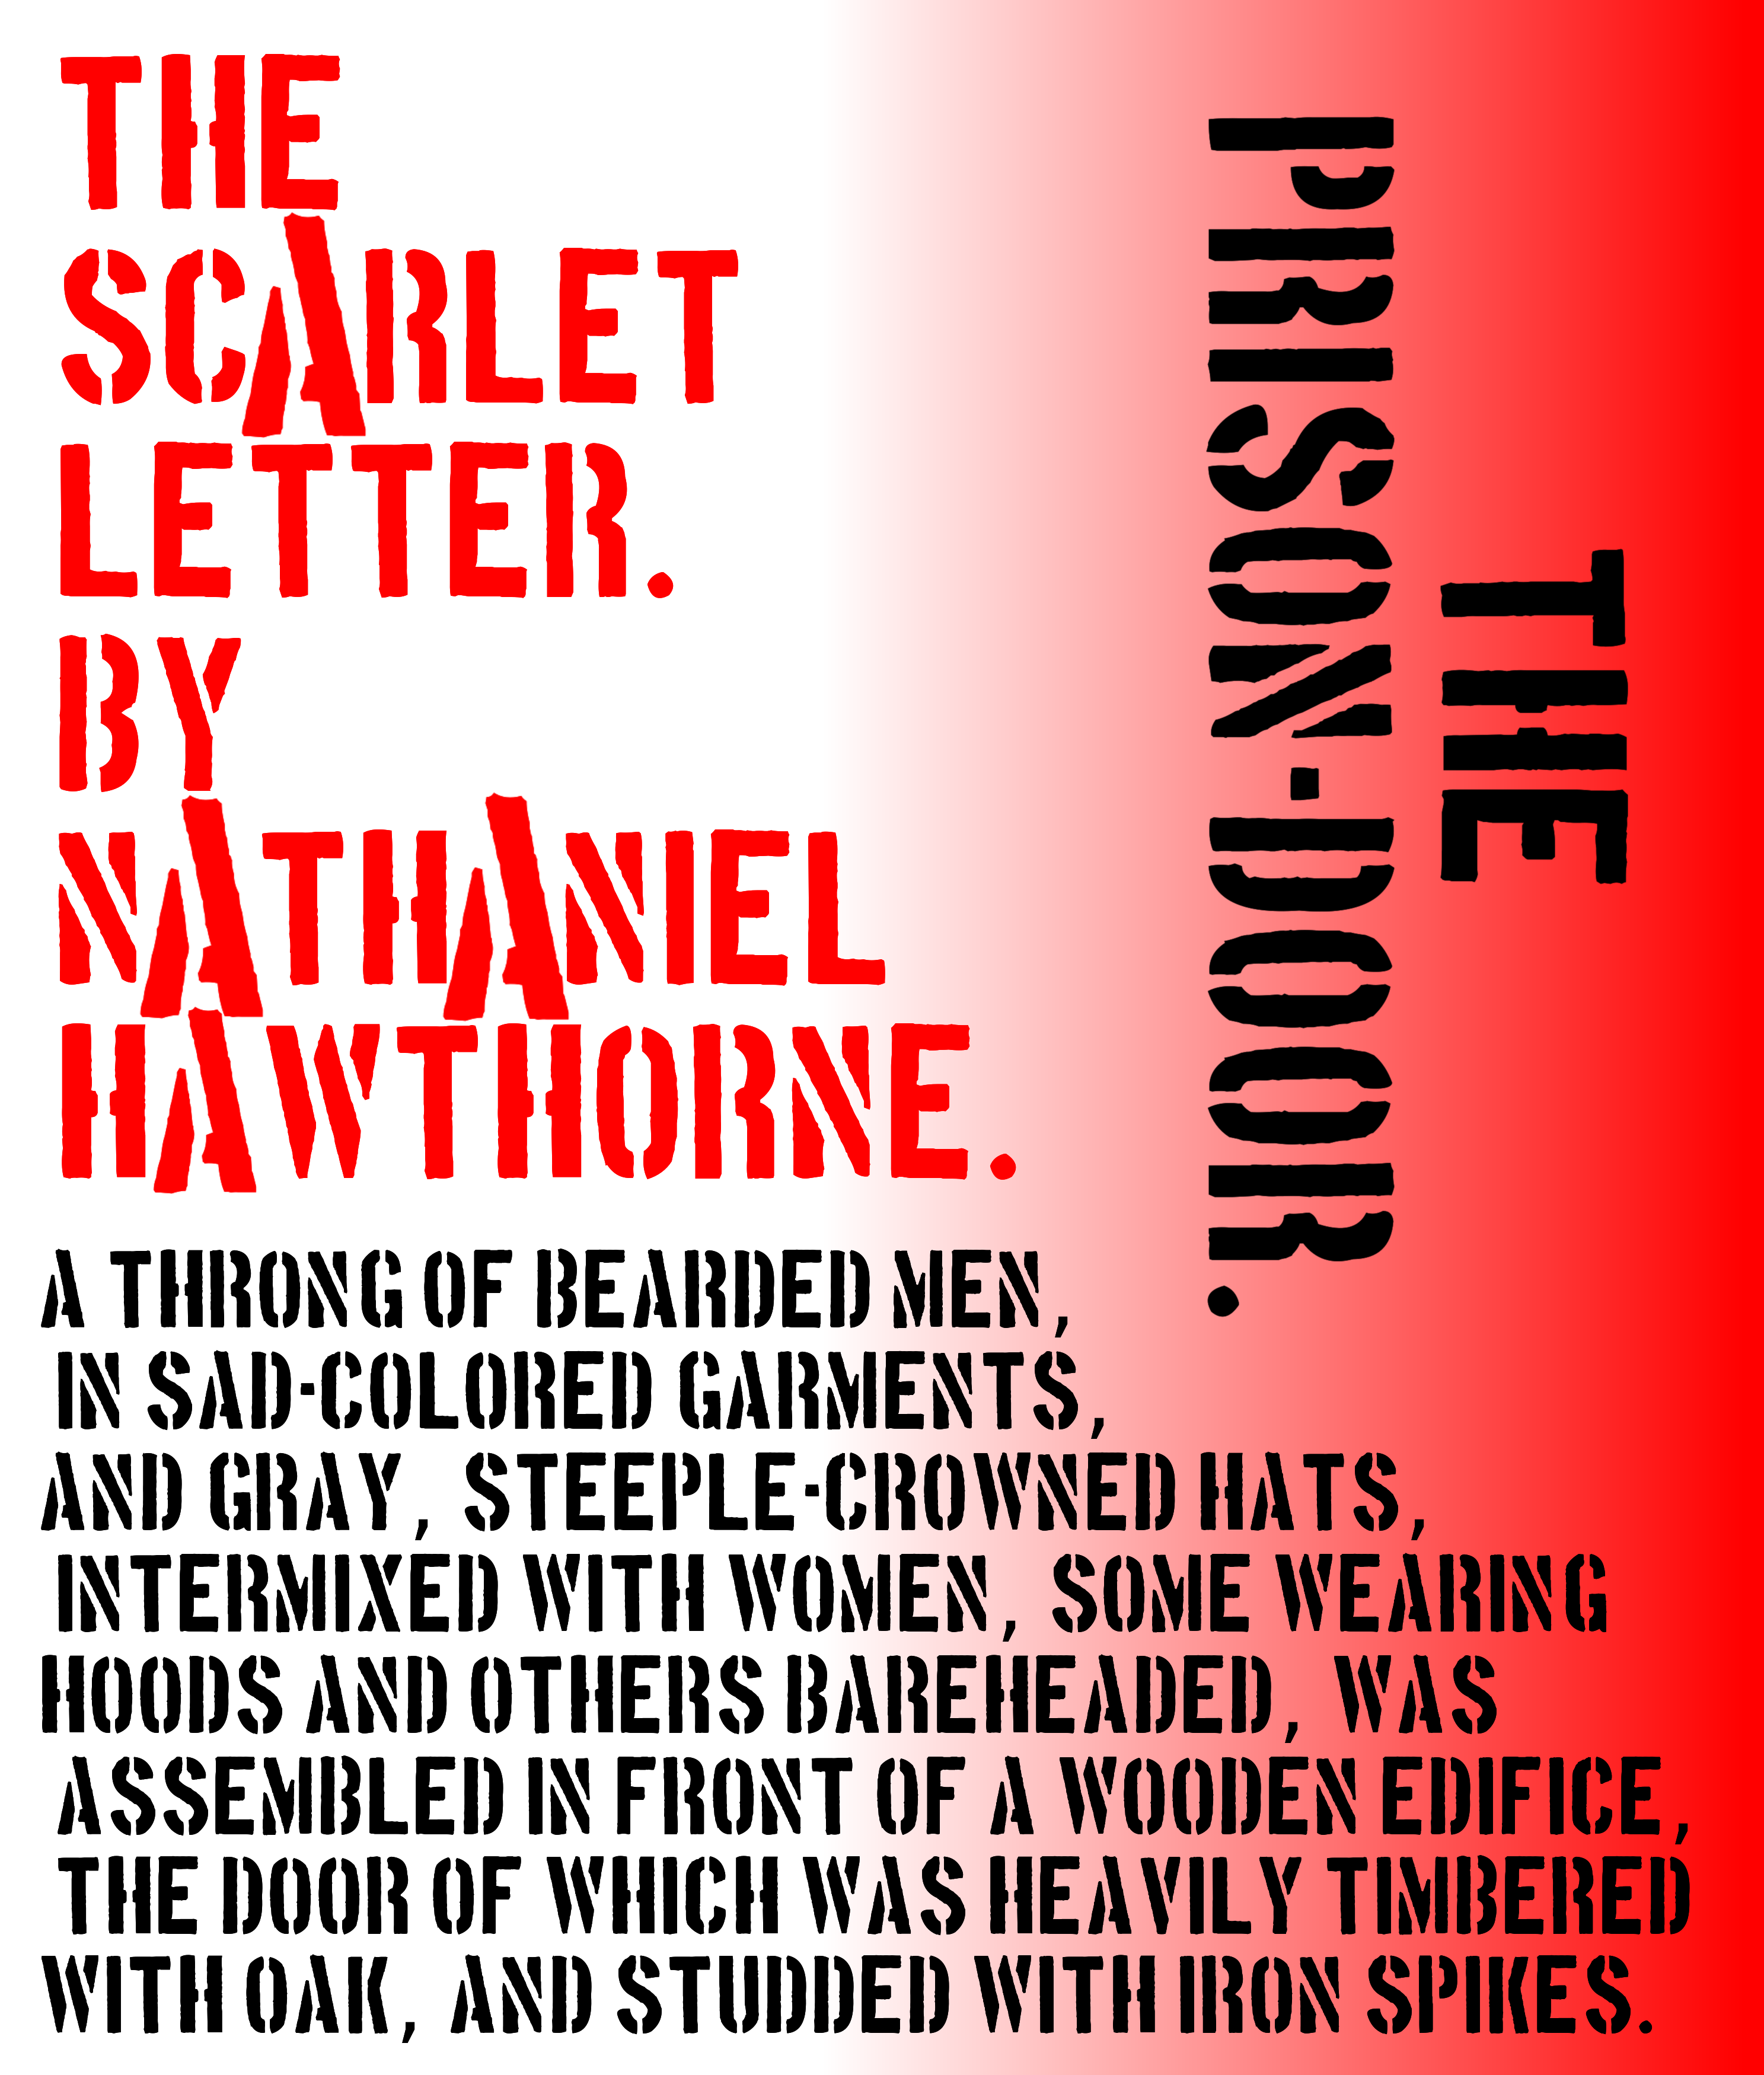 THE
SCARLET
LETTER.
BY
NATHANIEL
HAWTHORNE.
THE
PRISON-DOOR.
A THRONG OF BEARDED MEN,
IN SAD-COLORED GARMENTS,
AND GRAY, STEEPLE-CROWNED HATS,
INTERMIXED WITH WOMEN, SOME WEARING
HOODS AND OTHERS BAREHEADED, WAS
ASSEMBLED IN FRONT OF A WOODEN EDIFICE,
THE DOOR OF WHICH WAS HEAVILY TIMBERED
WITH OAK, AND STUDDED WITH IRON SPIKES.